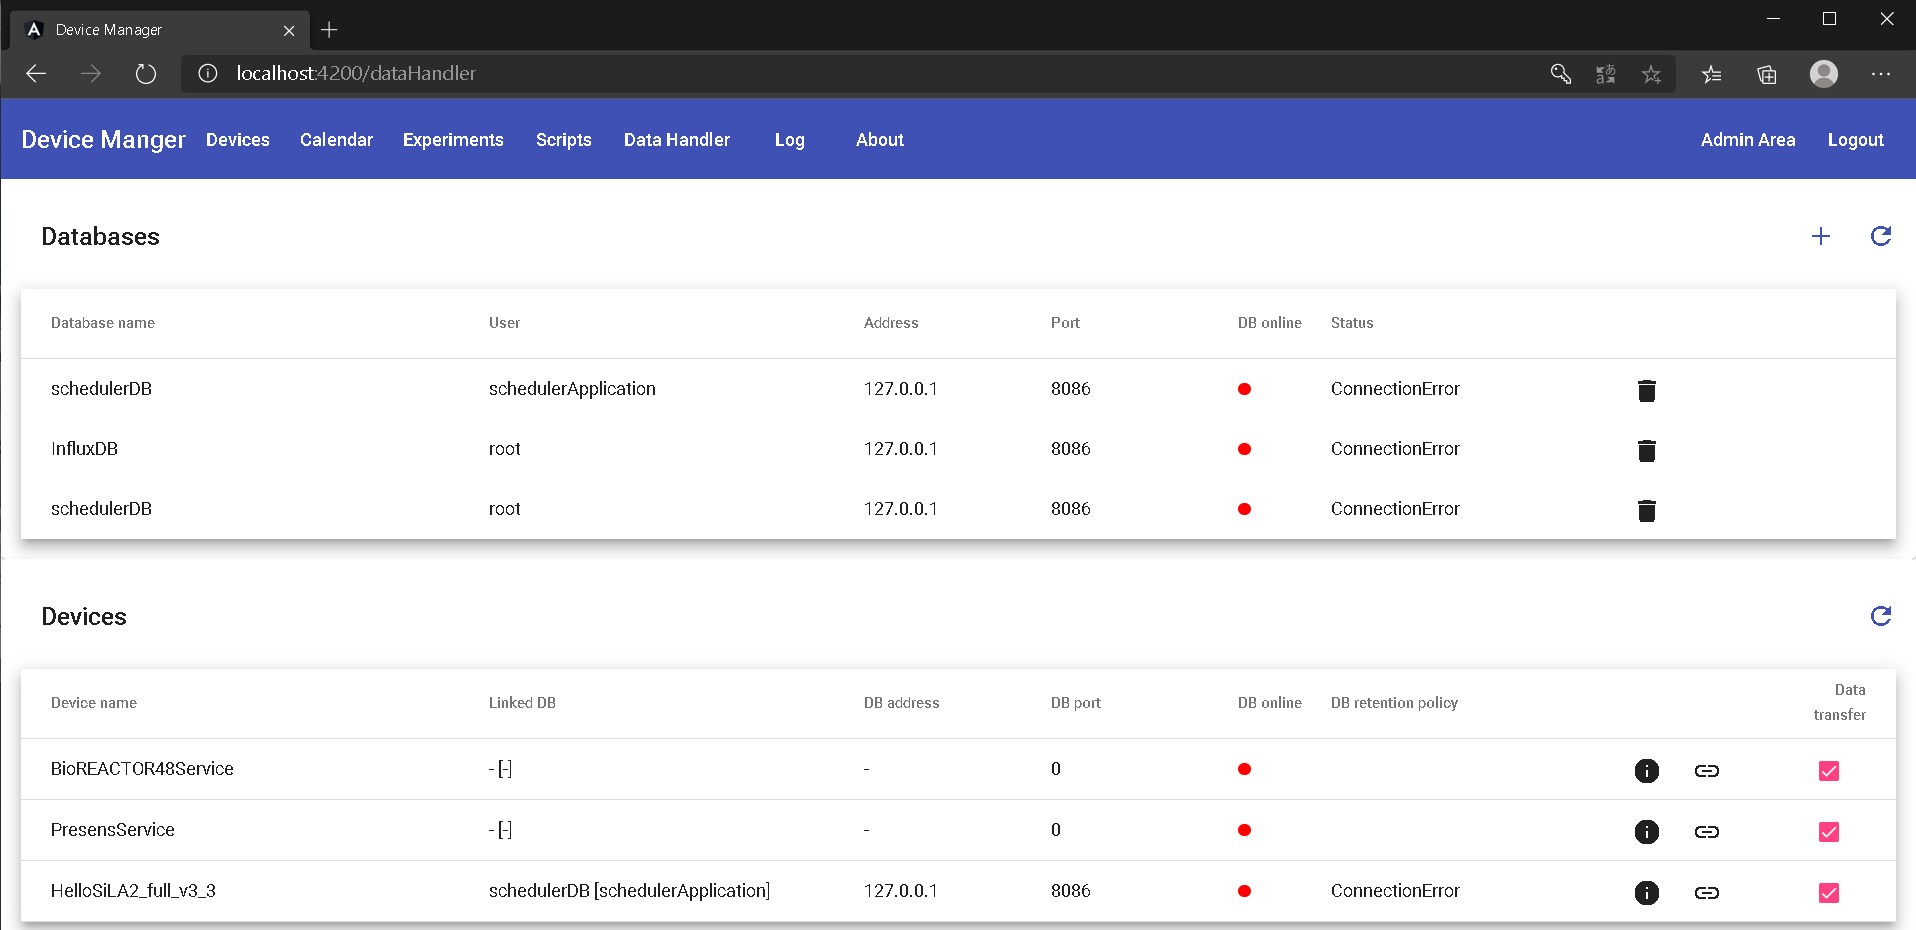 Device Manager
localhost:4200/dataHandler
Device Manger Devices Calendar Experiments Scripts Data Handler Log About Admin Area Logout
Databases
Database name User Address Port DB online Status
schedulerDB schedulerApplication 127.0.0.1 8086 ConnectionError
InfluxDB root 127.0.0.1 8086 ConnectionError
schedulerDB root 127.0.0.1 8086 ConnectionError
Devices
Device name Linked DB DB address DB port DB online DB retention policy Data transfer
BioREACTOR48Service - [-] - 0
PresensService - [-] - 0
HelloSiLA2_full_v3_3 schedulerDB [schedulerApplication] 127.0.0.1 8086 ConnectionError